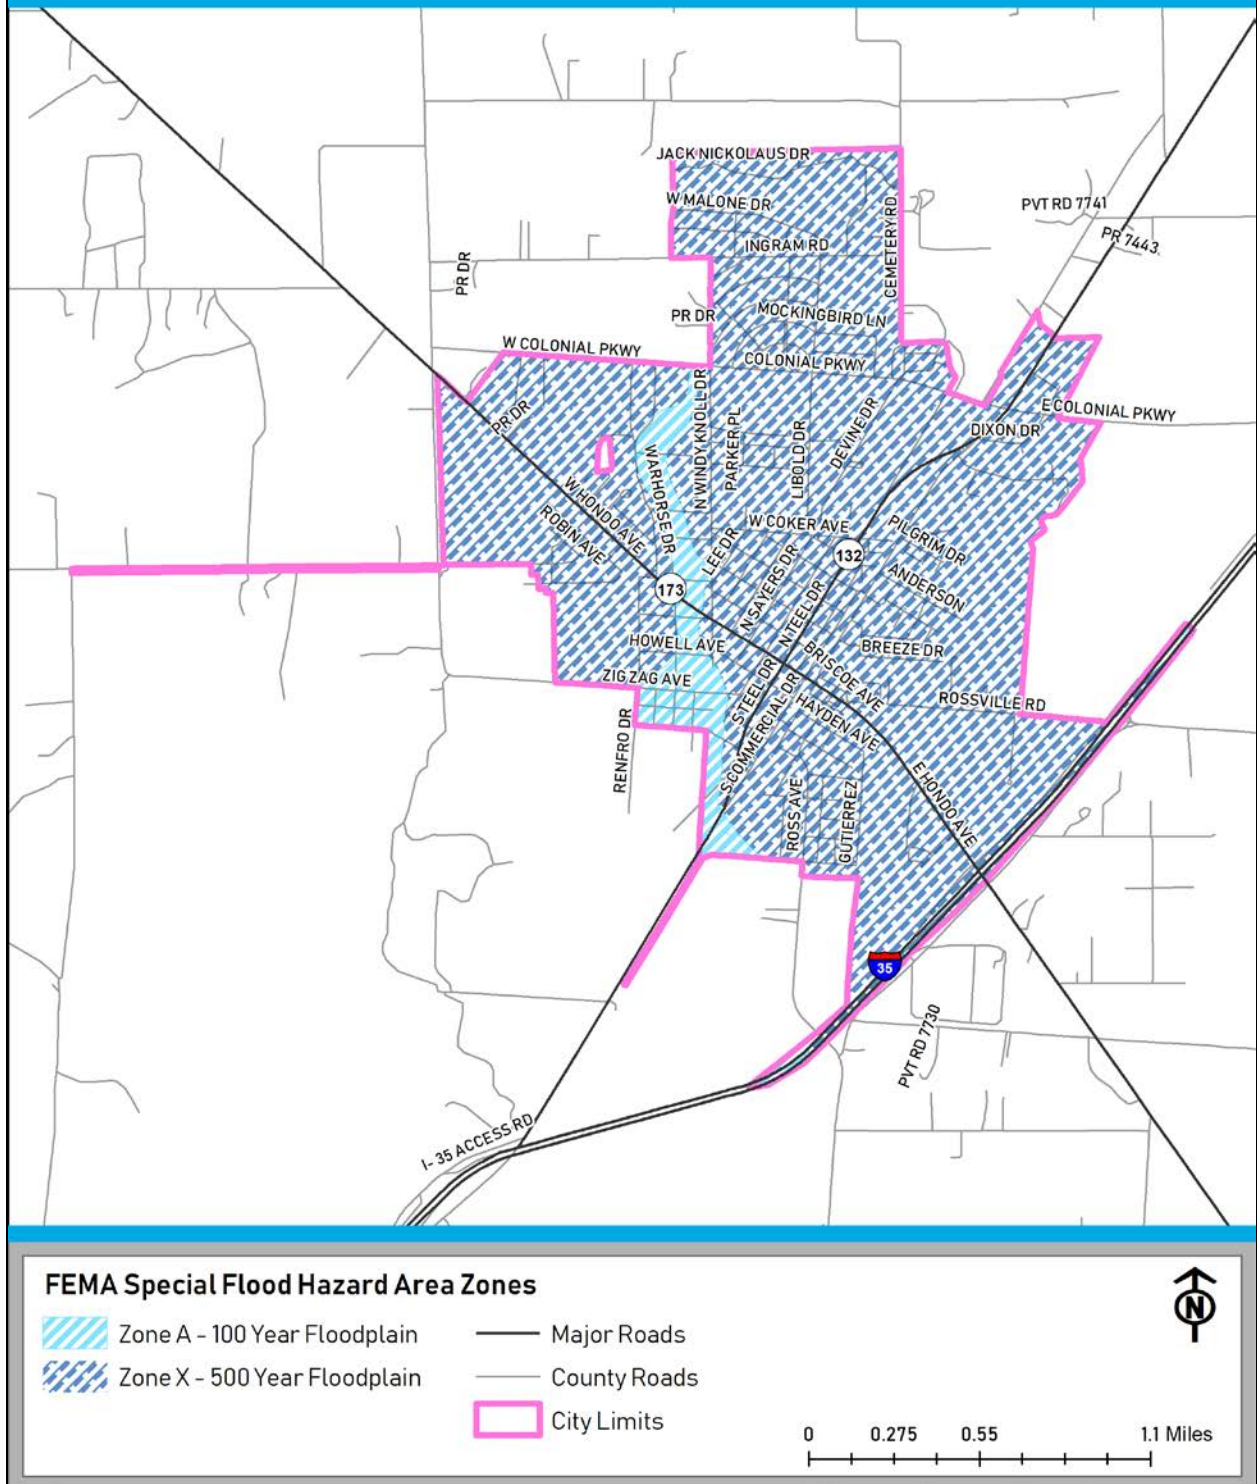 JACK NICKOLAUS DR
W MALONE DR
PVT RD 7741
CEMETERY RD
PR 7443
INGRAM RD
PR DR
PR DR
MOCKINGBIRD LN
W COLONIAL PKWY
COLONIAL PKWY
E COLONIAL PKWY
PR DR
N WINDY KNOLL DR
PARKER PL
LIBOLD DR
DEVINE DR
DIXON DR
WARHORSE DR
W HONDO AVE
ROBIN AVE
W COKER AVE
PILGRIM DR
132
LEE DR
N SAYERS DR
ANDERSON
173
N TEEL DR
HOWELL AVE
BRISCOE AVE
BREEZE DR
ZIG ZAG AVE
S TEEL DR
S COMMERCIAL DR
HAYDEN AVE
ROSSVILLE RD
RENFRO DR
ROSS AVE
GUTIERREZ
E HONDO AVE
35
PVT RD 7730
I-35 ACCESS RD
FEMA Special Flood Hazard Area Zones
Zone A - 100 Year Floodplain
Zone X - 500 Year Floodplain
Major Roads
County Roads
City Limits
N
0 0.275 0.55 1.1 Miles